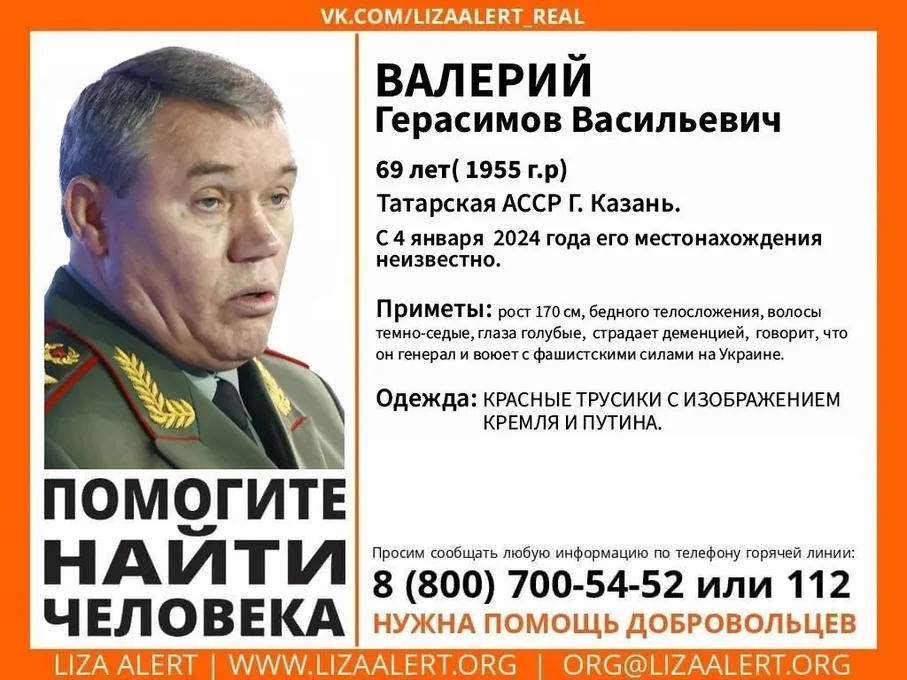 VK.COM/LIZAALERT_REAL
ВАЛЕРИЙ
Герасимов Васильевич
69 лет( 1955 г.р)
Татарская АССР Г. Казань.
С 4 января 2024 года его местонахождения
неизвестно.
Приметы: рост 170 см, бедного телосложения, волосы
темно-седые, глаза голубые, страдает деменцией, говорит, что
он генерал и воюет с фашистскими силами на Украине.
Одежда: КРАСНЫЕ ТРУСИКИ С ИЗОБРАЖЕНИЕМ
КРЕМЛЯ И ПУТИНА.
ПОМОГИТЕ
НАЙТИ
ЧЕЛОВЕКА
Просим сообщать любую информацию по телефону горячей линии:
8 (800) 700-54-52 или 112
НУЖНА ПОМОЩЬ ДОБРОВОЛЬЦЕВ
LIZA ALERT | WWW.LIZAALERT.ORG | ORG@LIZAALERT.ORG